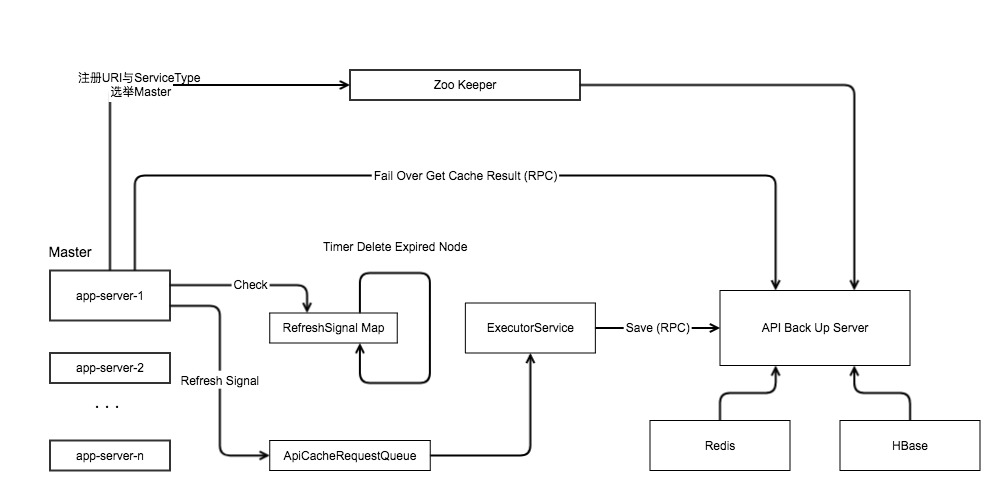 注册URI与ServiceType
选举Master
Zoo Keeper
Fail Over Get Cache Result (RPC)
Master
Timer Delete Expired Node
app-server-1
Check
RefreshSignal Map
ExecutorService
Save (RPC)
API Back Up Server
app-server-2
Refresh Signal
. . .
app-server-n
ApiCacheRequestQueue
Redis
HBase